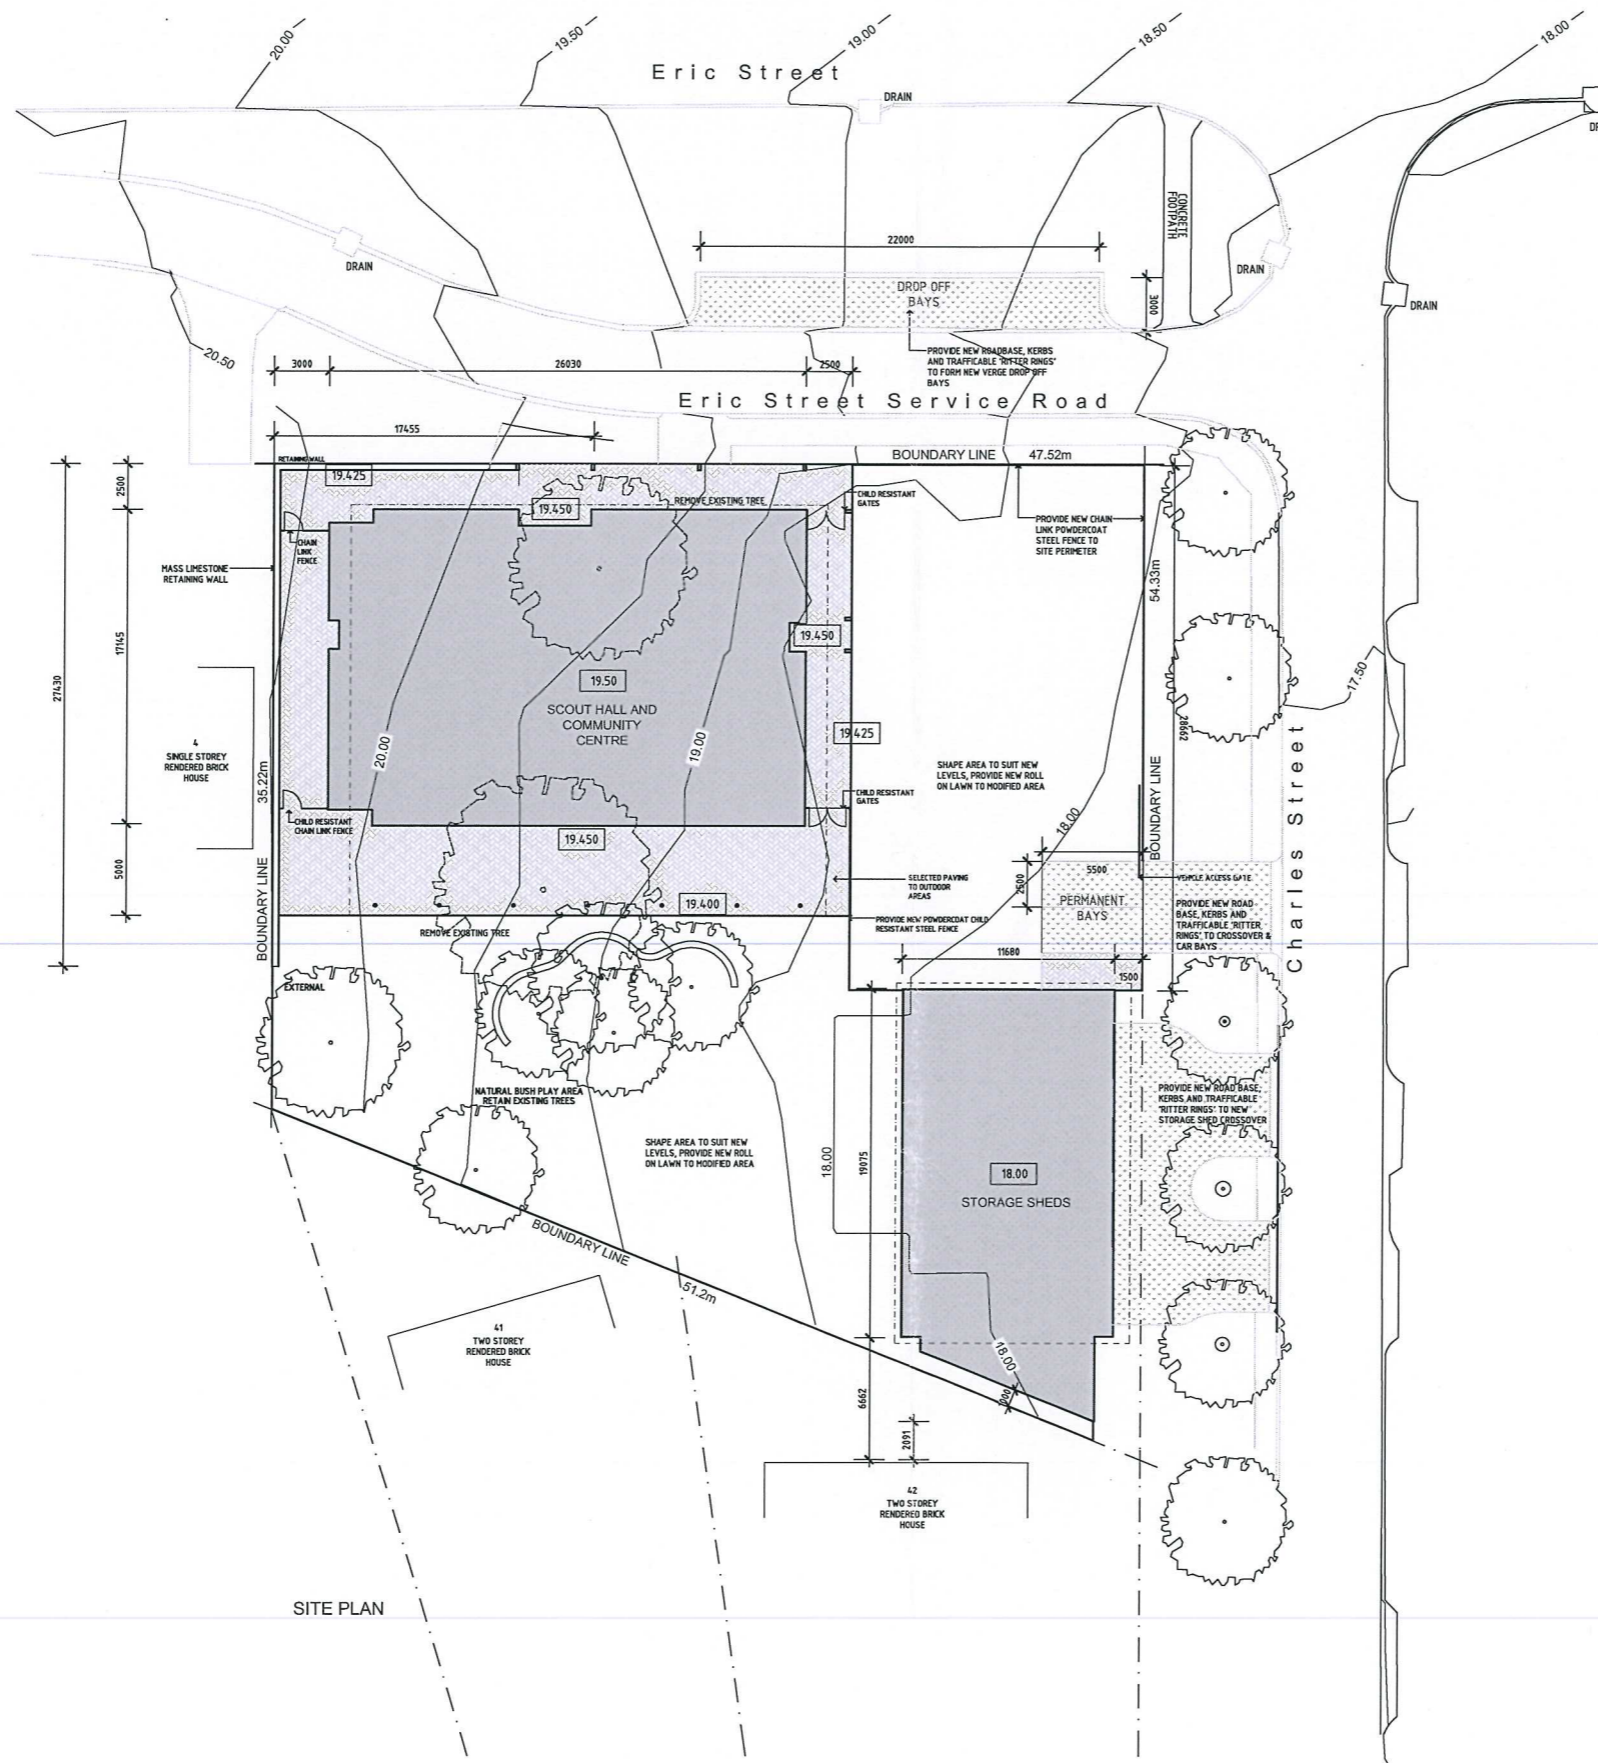 20.00
19.50
19.00
18.50
18.00
Eric Street
DRAIN
CONCRETE
FOOTPATH
DRAIN
22000
DRAIN
DROP OFF
BAYS
3000
DRAIN
20.50
3000
26030
2500
PROVIDE NEW ROADBASE, KERBS
AND TRAFFICABLE 'RITTER RINGS'
TO FORM NEW VERGE DROP OFF
BAYS
Eric Street Service Road
17455
RETAINING WALL
BOUNDARY LINE 47.52m
19.425
2500
19.450
REMOVE EXISTING TREE
CHILD RESISTANT
GATES
PROVIDE NEW CHAIN
LINK POWDERCOAT
STEEL FENCE TO
SITE PERIMETER
CHAIN
LINK
FENCE
MASS LIMESTONE
RETAINING WALL
54.33m
17145
19.450
27430
19.50
SCOUT HALL AND
COMMUNITY
CENTRE
17.50
28662
20.00
19.00
19.425
4
SINGLE STOREY
RENDERED BRICK
HOUSE
35.22m
SHAPE AREA TO SUIT NEW
LEVELS, PROVIDE NEW ROLL
ON LAWN TO MODIFIED AREA
BOUNDARY LINE
Charles Street
CHILD RESISTANT
GATES
CHILD RESISTANT
CHAIN LINK FENCE
18.00
19.450
5000
BOUNDARY LINE
SELECTED PAVING
TO OUTDOOR
AREAS
2500
5500
VEHICLE ACCESS GATE
PERMANENT
BAYS
19.400
PROVIDE NEW ROAD
BASE, KERBS AND
TRAFFICABLE 'RITTER
RINGS' TO CROSSOVER &
CAR BAYS
PROVIDE NEW POWDERCOAT CHILD
RESISTANT STEEL FENCE
REMOVE EXISTING TREE
11680
1500
EXTERNAL
NATURAL BUSH PLAY AREA
RETAIN EXISTING TREES
PROVIDE NEW ROAD BASE,
KERBS AND TRAFFICABLE
'RITTER RINGS' TO NEW
STORAGE SHED CROSSOVER
SHAPE AREA TO SUIT NEW
LEVELS, PROVIDE NEW ROLL
ON LAWN TO MODIFIED AREA
18.00
19075
18.00
STORAGE SHEDS
BOUNDARY LINE
51.2m
41
TWO STOREY
RENDERED BRICK
HOUSE
18.00
6662
1000
2091
42
TWO STOREY
RENDERED BRICK
HOUSE
SITE PLAN